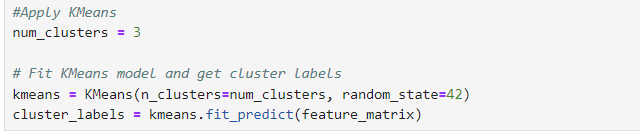 #Apply KMeans
num_clusters = 3
# Fit KMeans model and get cluster labels
kmeans = KMeans(n_clusters=num_clusters, random_state=42)
cluster_labels = kmeans.fit_predict(feature_matrix)